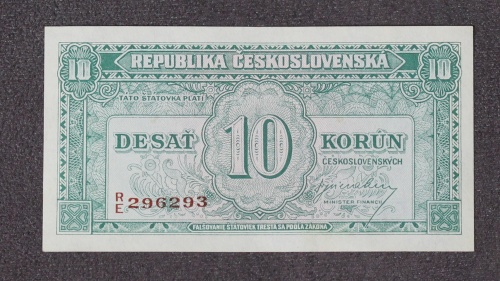 10 REPUBLIKA ČESKOSLOVENSKÁ 10
TÁTO ŠTÁTOVKA PLATÍ
DESAŤ 10 KORÚN
ČESKOSLOVENSKÝCH
R/E 296293
MINISTER FINANCIÍ
FALŠOVANIE ŠTÁTOVIEK TRESTÁ SA PODĽA ZÁKONA